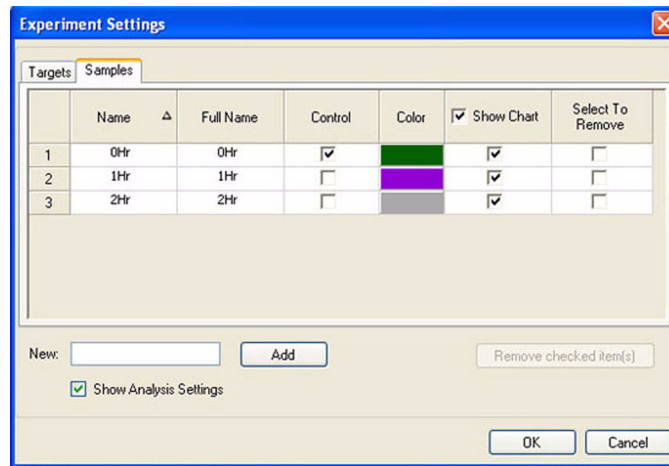 Experiment Settings
Targets Samples
Name Full Name Control Color Show Chart Select To Remove
1 0Hr 0Hr
2 1Hr 1Hr
3 2Hr 2Hr
New: Add Remove checked item(s)
Show Analysis Settings
OK Cancel